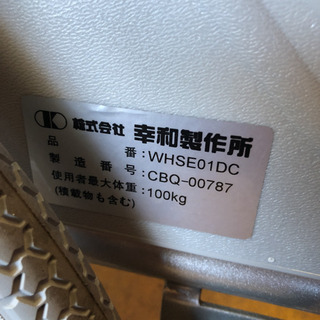 株式会社 幸和製作所
品番:WHSE01DC
製造番号:CBQ-00787
使用者最大体重:100kg
(積載物も含む)